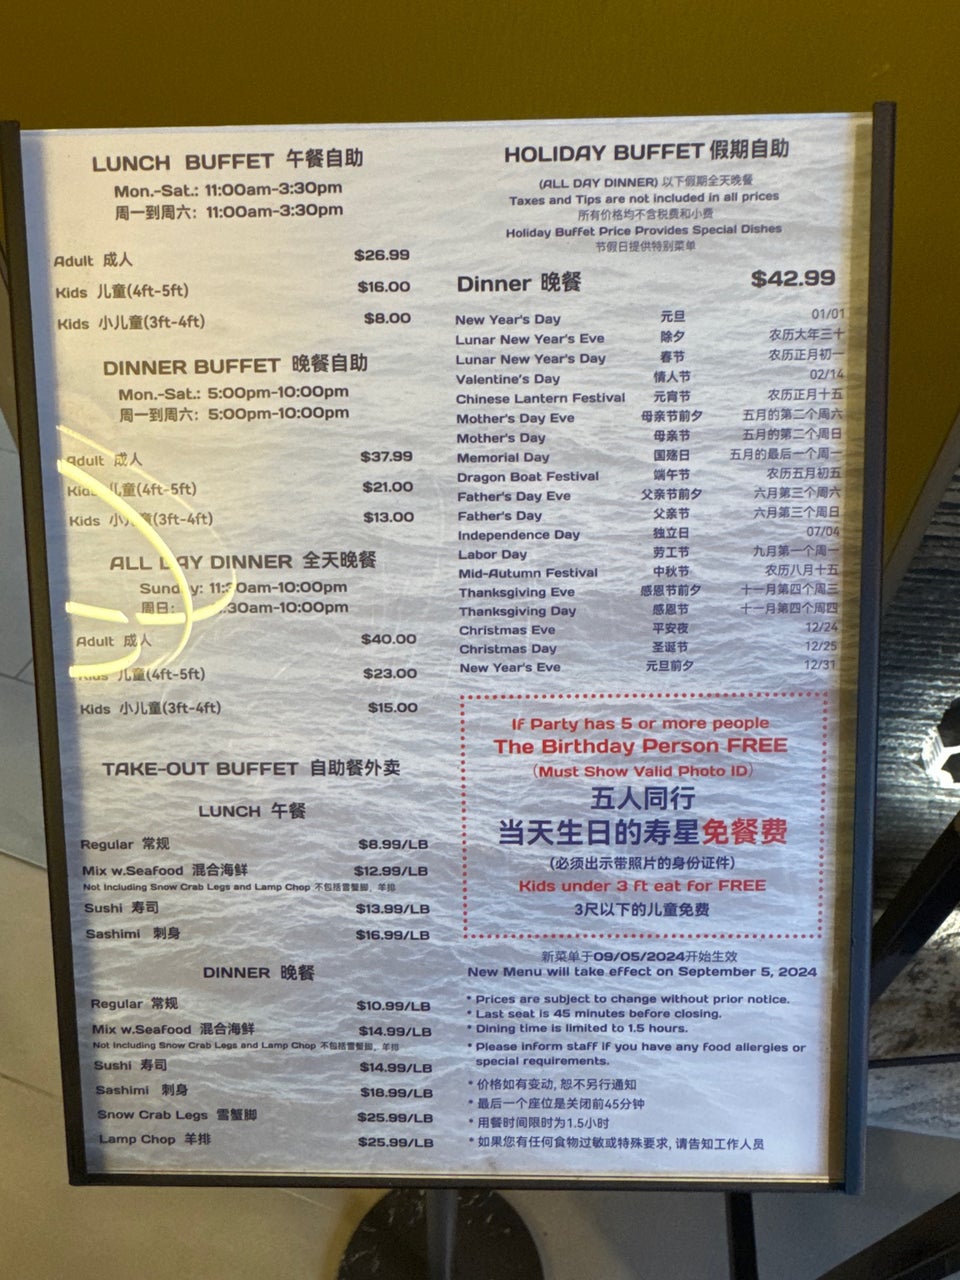 LUNCH BUFFET 午餐自助
Mon.-Sat.: 11:00am-3:30pm
周一到周六: 11:00am-3:30pm
Adult 成人 $26.99
Kids 儿童(4ft-5ft) $16.00
Kids 小儿童(3ft-4ft) $8.00
DINNER BUFFET 晚餐自助
Mon.-Sat.: 5:00pm-10:00pm
周一到周六: 5:00pm-10:00pm
Adult 成人 $37.99
Kids 儿童(4ft-5ft) $21.00
Kids 小儿童(3ft-4ft) $13.00
ALL DAY DINNER 全天晚餐
Sunday: 11:30am-10:00pm
周日: :30am-10:00pm
Adult 成人 $40.00
Kids 儿童(4ft-5ft) $23.00
Kids 小儿童(3ft-4ft) $15.00
TAKE-OUT BUFFET 自助餐外卖
LUNCH 午餐
Regular 常规 $8.99/LB
Mix w.Seafood 混合海鲜 $12.99/LB
Not Including Snow Crab Legs and Lamp Chop 不包括雪蟹脚, 羊排
Sushi 寿司 $13.99/LB
Sashimi 刺身 $16.99/LB
DINNER 晚餐
Regular 常规 $10.99/LB
Mix w.Seafood 混合海鲜 $14.99/LB
Not Including Snow Crab Legs and Lamp Chop 不包括雪蟹脚, 羊排
Sushi 寿司 $14.99/LB
Sashimi 刺身 $18.99/LB
Snow Crab Legs 雪蟹脚 $25.99/LB
Lamp Chop 羊排 $25.99/LB
HOLIDAY BUFFET 假期自助
(ALL DAY DINNER) 以下假期全天晚餐
Taxes and Tips are not included in all prices
所有价格均不含税费和小费
Holiday Buffet Price Provides Special Dishes
节假日提供特别菜单
Dinner 晚餐 $42.99
New Year's Day 元旦 01/01
Lunar New Year's Eve 除夕 农历大年三十
Lunar New Year's Day 春节 农历正月初一
Valentine's Day 情人节 02/14
Chinese Lantern Festival 元宵节 农历正月十五
Mother's Day Eve 母亲节前夕 五月的第二个周六
Mother's Day 母亲节 五月的第二个周日
Memorial Day 国殇日 五月的最后一个周一
Dragon Boat Festival 端午节 农历五月初五
Father's Day Eve 父亲节前夕 六月第三个周六
Father's Day 父亲节 六月第三个周日
Independence Day 独立日 07/04
Labor Day 劳工节 九月第一个周一
Mid-Autumn Festival 中秋节 农历八月十五
Thanksgiving Eve 感恩节前夕 十一月第四个周三
Thanksgiving Day 感恩节 十一月第四个周四
Christmas Eve 平安夜 12/24
Christmas Day 圣诞节 12/25
New Year's Eve 元旦前夕 12/31
If Party has 5 or more people
The Birthday Person FREE
(Must Show Valid Photo ID)
五人同行
当天生日的寿星免餐费
(必须出示带照片的身份证件)
Kids under 3 ft eat for FREE
3尺以下的儿童免费
新菜单于09/05/2024开始生效
New Menu will take effect on September 5, 2024
* Prices are subject to change without prior notice.
* Last seat is 45 minutes before closing.
* Dining time is limited to 1.5 hours.
* Please inform staff if you have any food allergies or
special requirements.
* 价格如有变动, 恕不另行通知
* 最后一个座位是关闭前45分钟
* 用餐时间限时为1.5小时
* 如果您有任何食物过敏或特殊要求, 请告知工作人员